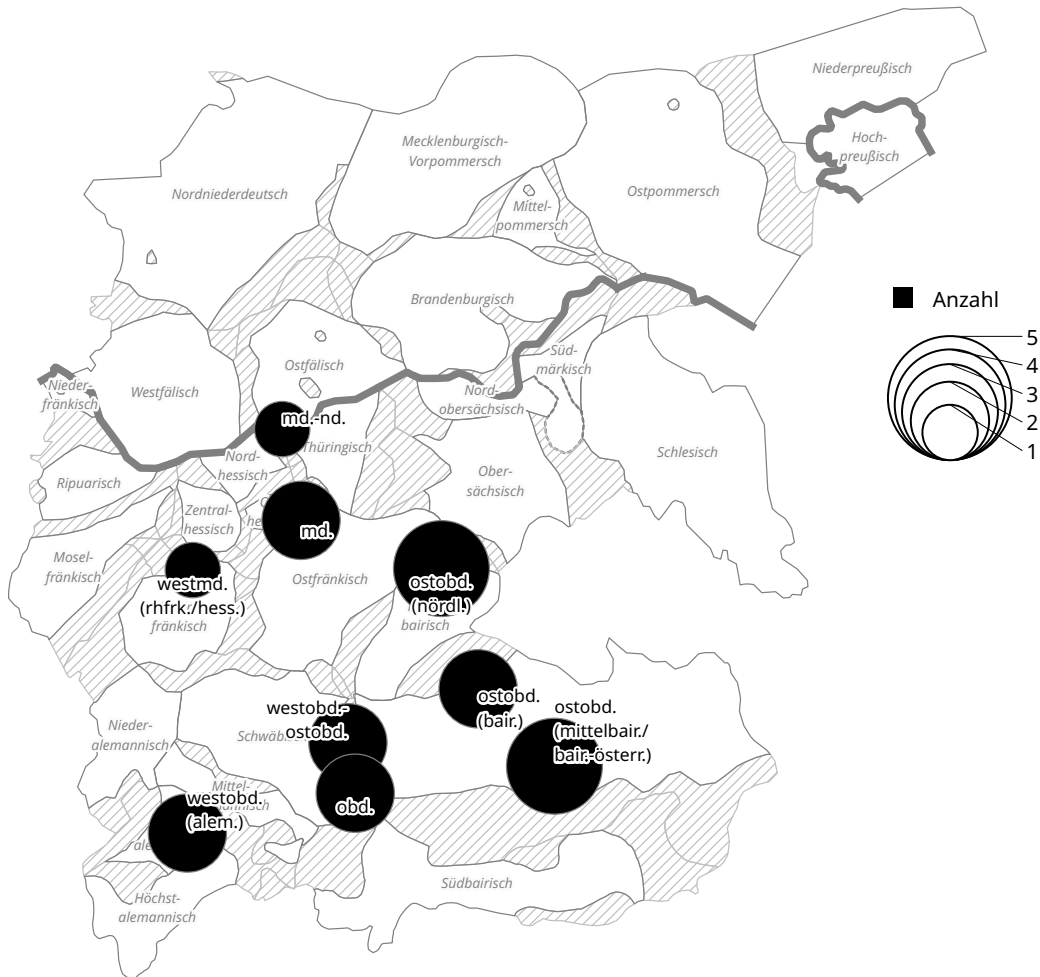 Niederpreußisch
Hoch-
preußisch
Mecklenburgisch-
Vorpommersch
Nordniederdeutsch
Ostpommersch
Mittel-
pommersch
Brandenburgisch
Anzahl
5
4
3
2
1
Ostfälisch
Süd-
märkisch
Nieder-
fränkisch
Westfälisch
Nord-
obersächsisch
md.-nd.
Thüringisch
Nord-
hessisch
Schlesisch
Ripuarisch
Ober-
sächsisch
Zentral-
hessisch
md.
Mosel-
fränkisch
Ostfränkisch
westmd.
(rhfrk./hess.)
fränkisch
ostobd.
(nördl.)
bairisch
ostobd.
(bair.)
westobd.-
ostobd.
ostobd.
(mittelbair./
bair.-österr.)
Nieder-
alemannisch
Mittel-
westobd.
(alem.)
obd.
Südbairisch
Höchst-
alemannisch